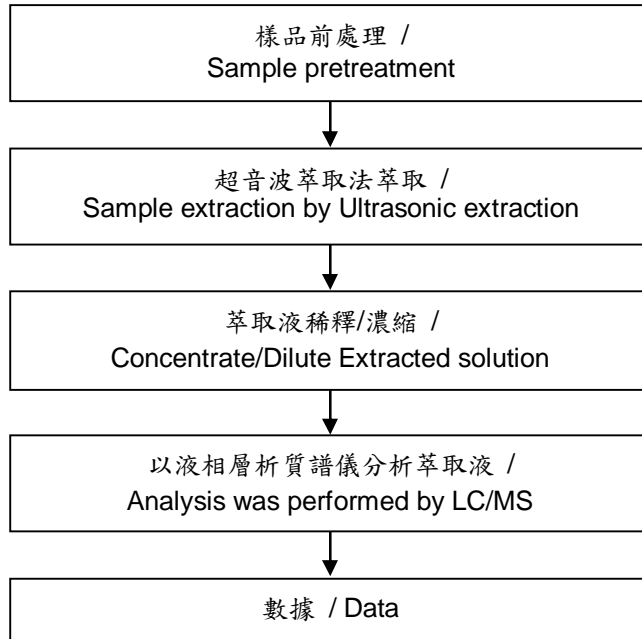 樣品前處理 /
Sample pretreatment
超音波萃取法萃取 /
Sample extraction by Ultrasonic extraction
萃取液稀釋/濃縮 /
Concentrate/Dilute Extracted solution
以液相層析質譜儀分析萃取液 /
Analysis was performed by LC/MS
數據 / Data